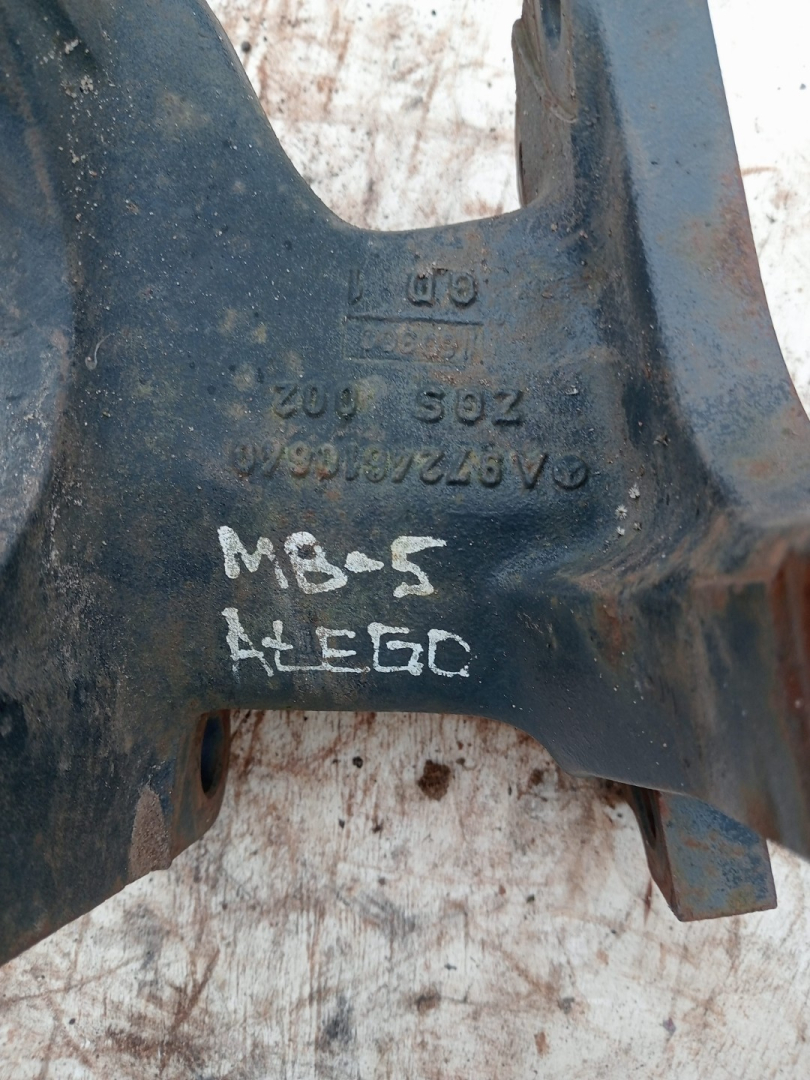 MB-5
AtEGO
A9724610640
ZGS 002
GD 1